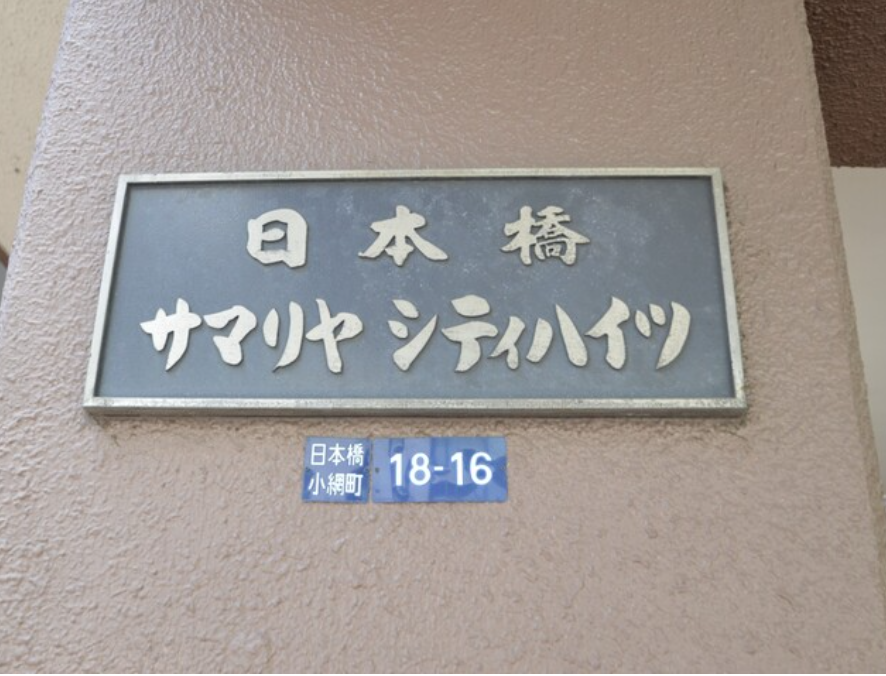 日本橋
サマリヤ シティハイツ
日本橋
小網町
18-16